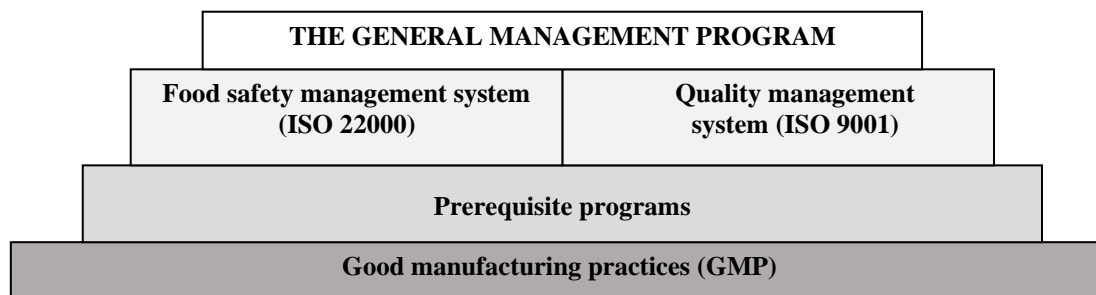 THE GENERAL MANAGEMENT PROGRAM
Food safety management system
(ISO 22000)
Quality management
system (ISO 9001)
Prerequisite programs
Good manufacturing practices (GMP)